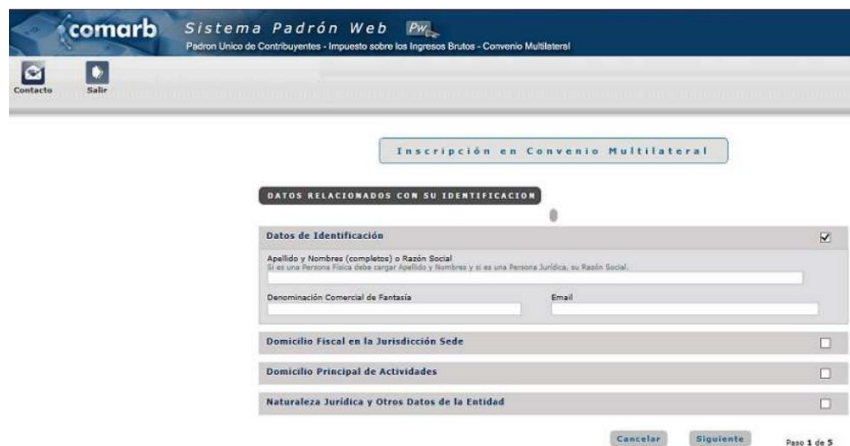 comarb
Sistema Padrón Web Pw
Padron Unico de Contribuyentes - Impuesto sobre los Ingresos Brutos - Convenio Multilateral
Contacto
Salir
Inscripción en Convenio Multilateral
DATOS RELACIONADOS CON SU IDENTIFICACION
Datos de Identificación
Apellido y Nombres (completos) o Razón Social
Si es una Persona Física debe cargar Apellido y Nombres y si es una Persona Jurídica, su Razón Social.
Denominación Comercial de Fantasía
Email
Domicilio Fiscal en la Jurisdicción Sede
Domicilio Principal de Actividades
Naturaleza Jurídica y Otros Datos de la Entidad
Cancelar
Siguiente
Paso 1 de 5